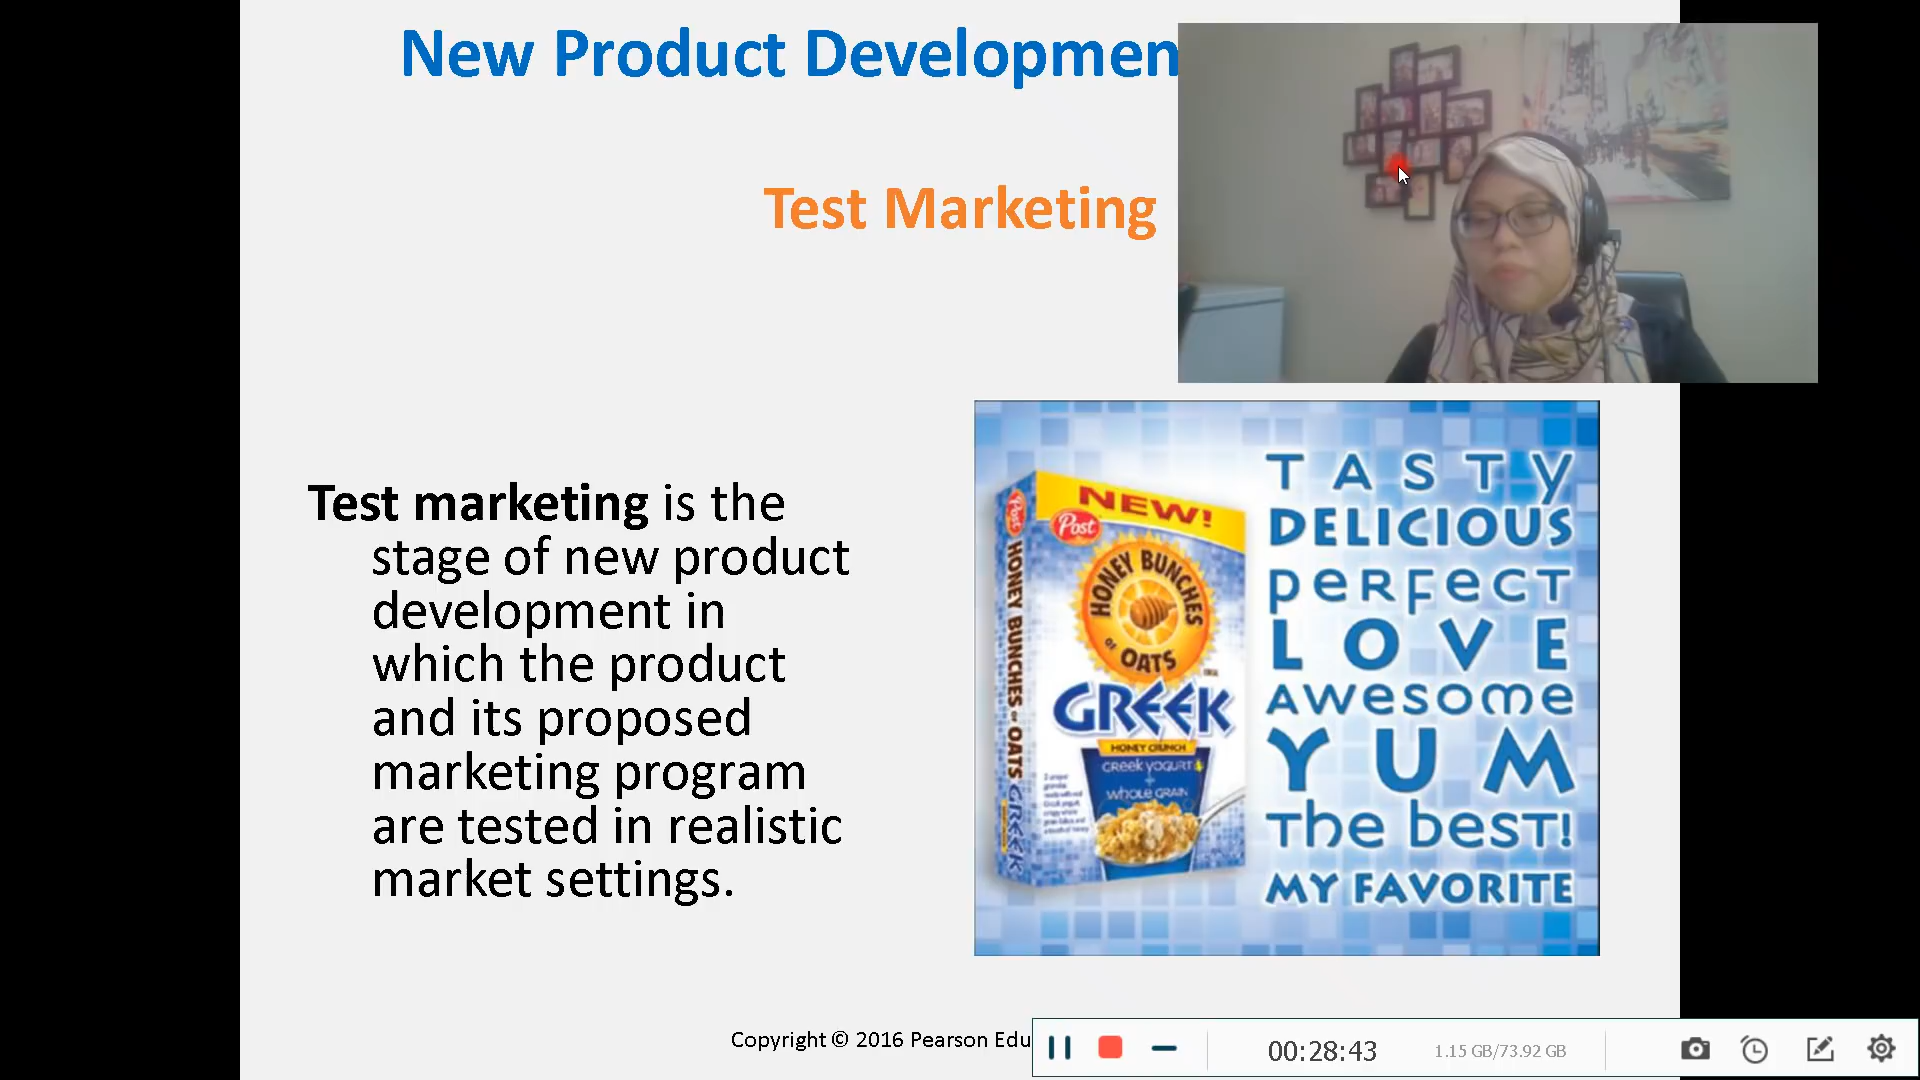 New Product Developmen
Test Marketing
Test marketing is the
stage of new product
development in
which the product
and its proposed
marketing program
are tested in realistic
market settings.
NEW!
Post
HONEY BUNCHES
of
OATS
GREEK
HONEY CRUNCH
GREEK YOGURT
+
WHOLE GRAIN
Post
HONEY BUNCHES of OATS GREEK
TASTY
DELICIOUS
PERFECT
LOVE
AWESOME
YUM
The best!
MY FAVORITE
Copyright © 2016 Pearson Edu
00:28:43
1.15 GB/73.92 GB